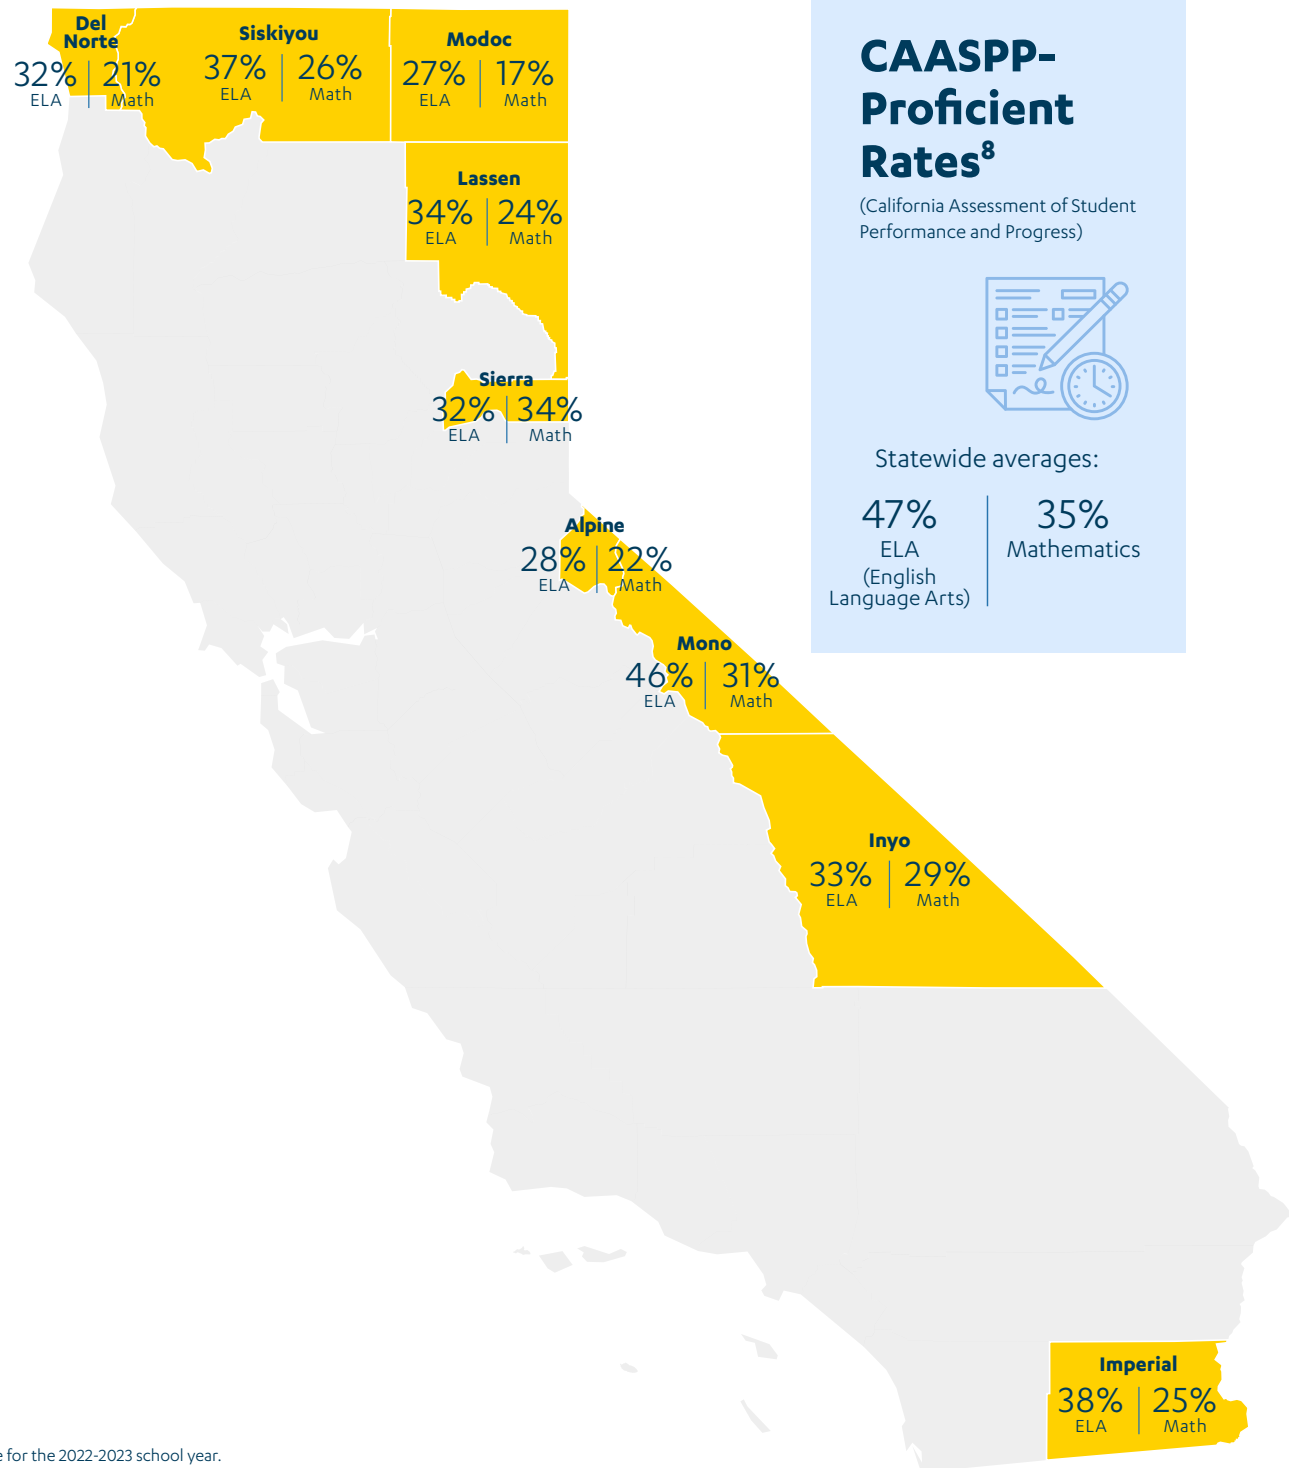 Del
Norte
32% | 21%
ELA Math
Siskiyou
37% | 26%
ELA Math
Modoc
27% | 17%
ELA Math
CAASPP-
Proficient
Rates8
(California Assessment of Student
Performance and Progress)
Lassen
34% | 24%
ELA Math
Sierra
32% | 34%
ELA Math
Statewide averages:
47% | 35%
ELA Mathematics
(English
Language Arts)
Alpine
28% | 22%
ELA Math
Mono
46% | 31%
ELA Math
Inyo
33% | 29%
ELA Math
Imperial
38% | 25%
ELA Math
for the 2022-2023 school year.